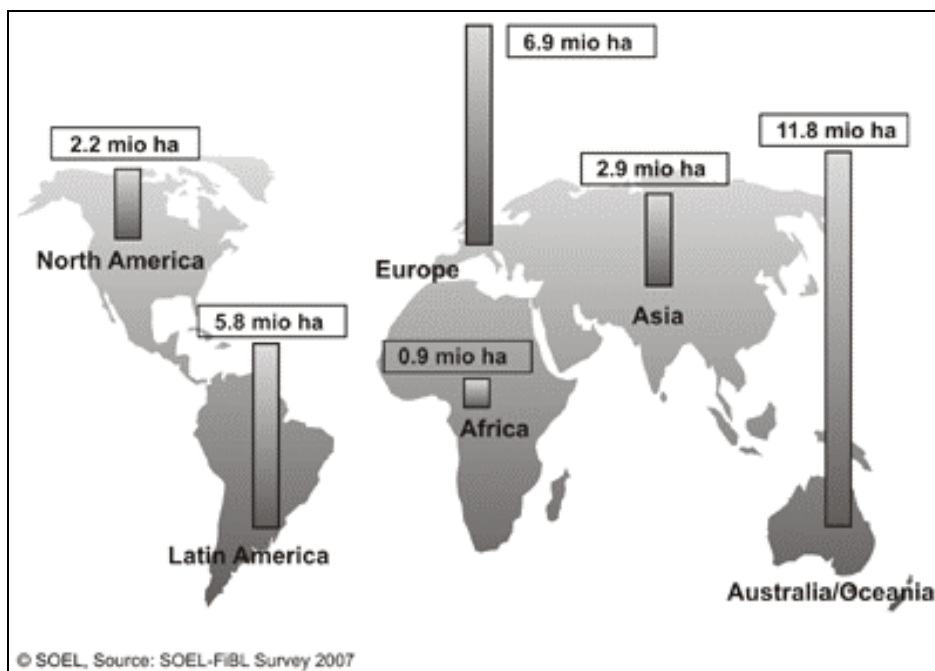 6.9 mio ha
2.2 mio ha
11.8 mio ha
2.9 mio ha
North America
Europe
5.8 mio ha
Asia
0.9 mio ha
Africa
Latin America
Australia/Oceania
© SOEL, Source: SOEL-FiBL Survey 2007